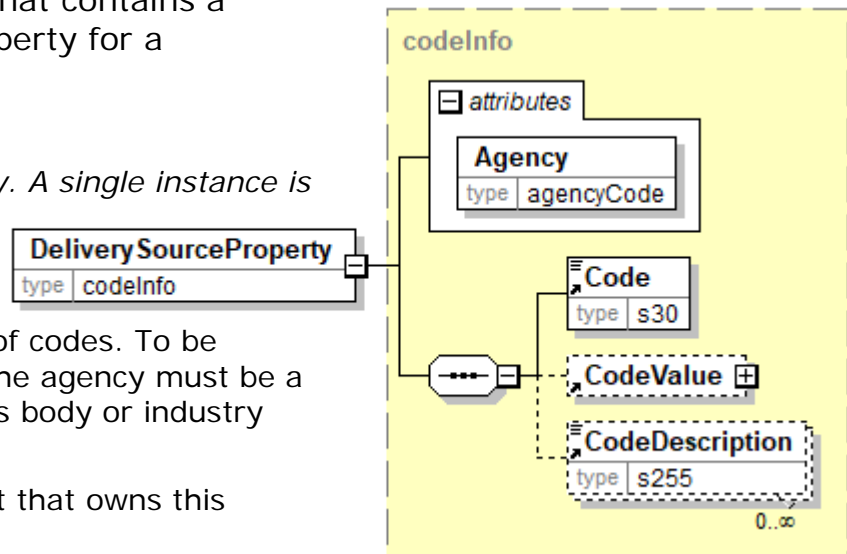 that contains a
perty for a
y. A single instance is
of codes. To be
he agency must be a
s body or industry
t that owns this
DeliverySourceProperty
type codeInfo
codeInfo
attributes
Agency
type agencyCode
Code
type s30
CodeValue
CodeDescription
type s255
0..∞